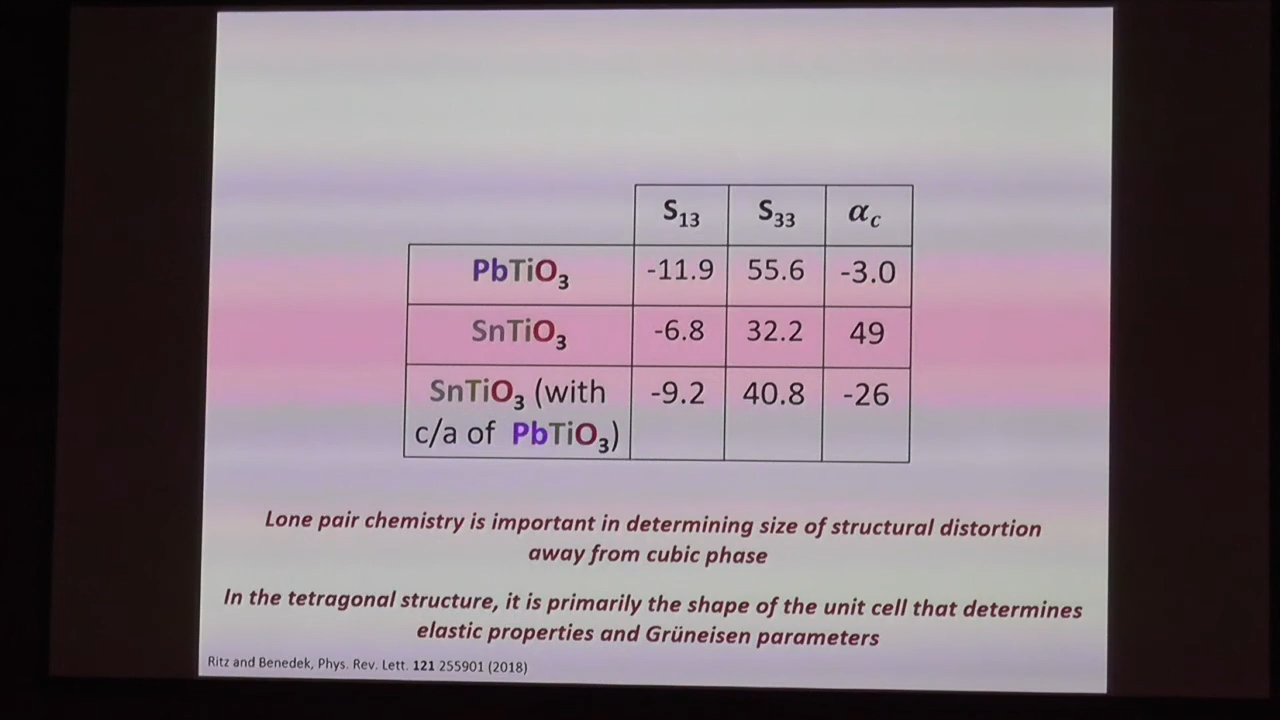 S₁₃ S₃₃ α꜀
PbTiO₃ -11.9 55.6 -3.0
SnTiO₃ -6.8 32.2 49
SnTiO₃ (with -9.2 40.8 -26
c/a of PbTiO₃)
Lone pair chemistry is important in determining size of structural distortion
away from cubic phase
In the tetragonal structure, it is primarily the shape of the unit cell that determines
elastic properties and Grüneisen parameters
Ritz and Benedek, Phys. Rev. Lett. 121 255901 (2018)